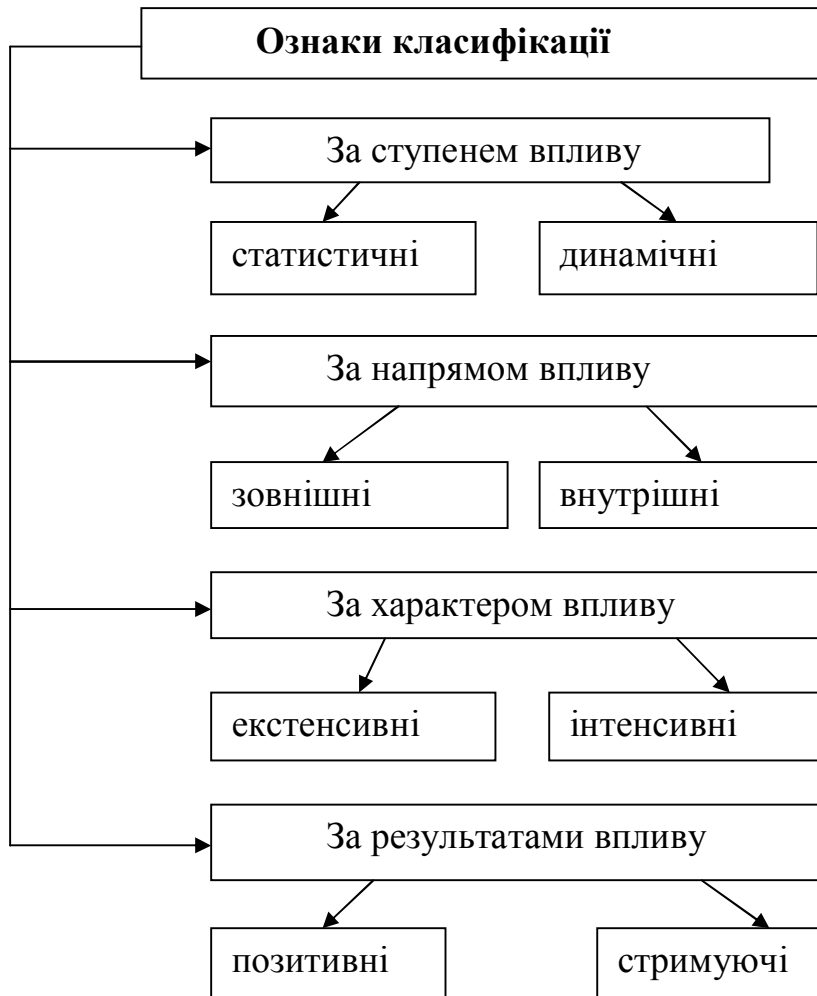 Ознаки класифікації
За ступенем впливу
статистичні динамічні
За напрямом впливу
зовнішні внутрішні
За характером впливу
екстенсивні інтенсивні
За результатами впливу
позитивні стримуючі